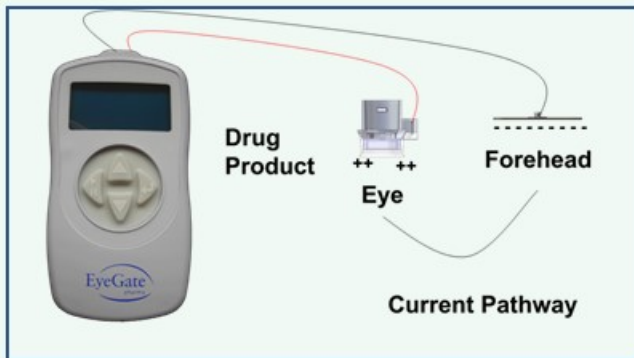 Drug
Product
++ ++
Eye
Forehead
Current Pathway
EyeGate
pharma